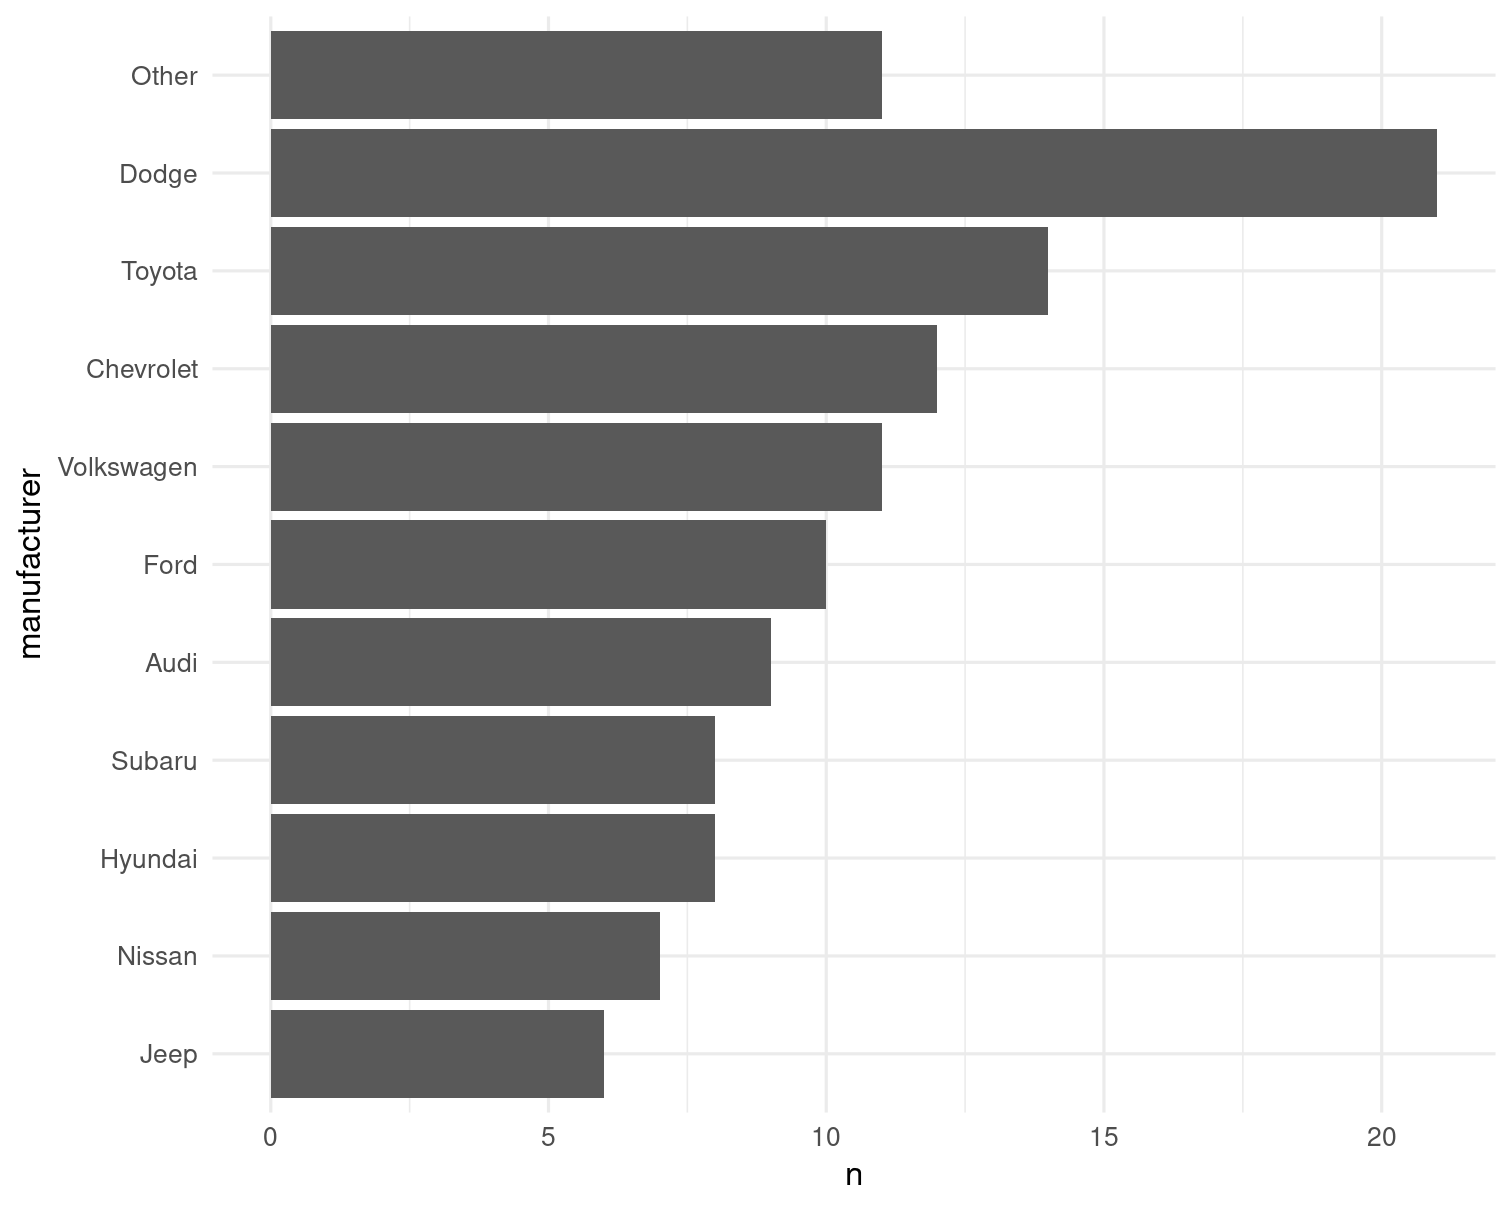 manufacturer
Other
Dodge
Toyota
Chevrolet
Volkswagen
Ford
Audi
Subaru
Hyundai
Nissan
Jeep
0 5 10 15 20
n